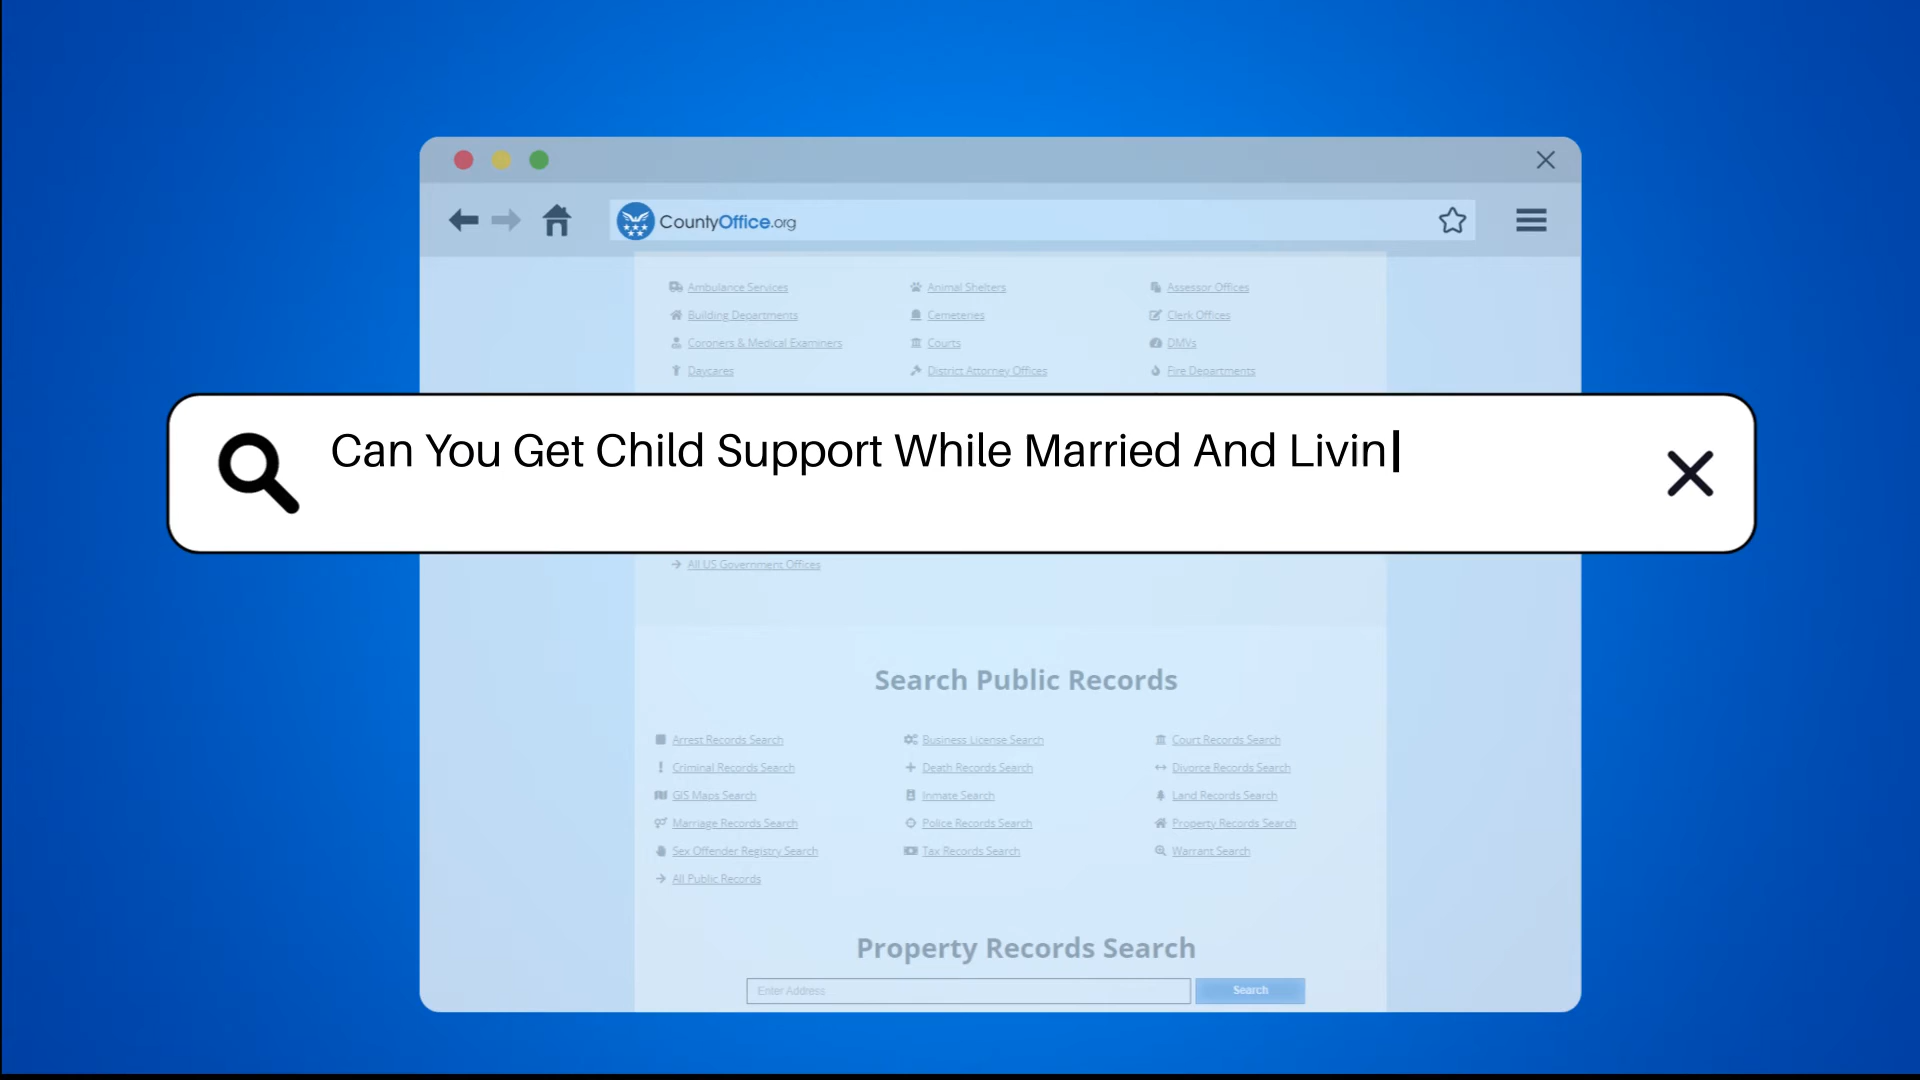 CountyOffice.org
Ambulance Services Animal Shelters Assessor Offices
Building Departments Cemeteries Clerk Offices
Coroners & Medical Examiners Courts DMVs
Daycares District Attorney Offices Fire Departments
Can You Get Child Support While Married And Livin
All US Government Offices
Search Public Records
Arrest Records Search Business License Search Court Records Search
Criminal Records Search Death Records Search Divorce Records Search
GIS Maps Search Inmate Search Land Records Search
Marriage Records Search Police Records Search Property Records Search
Sex Offender Registry Search Tax Records Search Warrant Search
All Public Records
Property Records Search
Enter Address Search